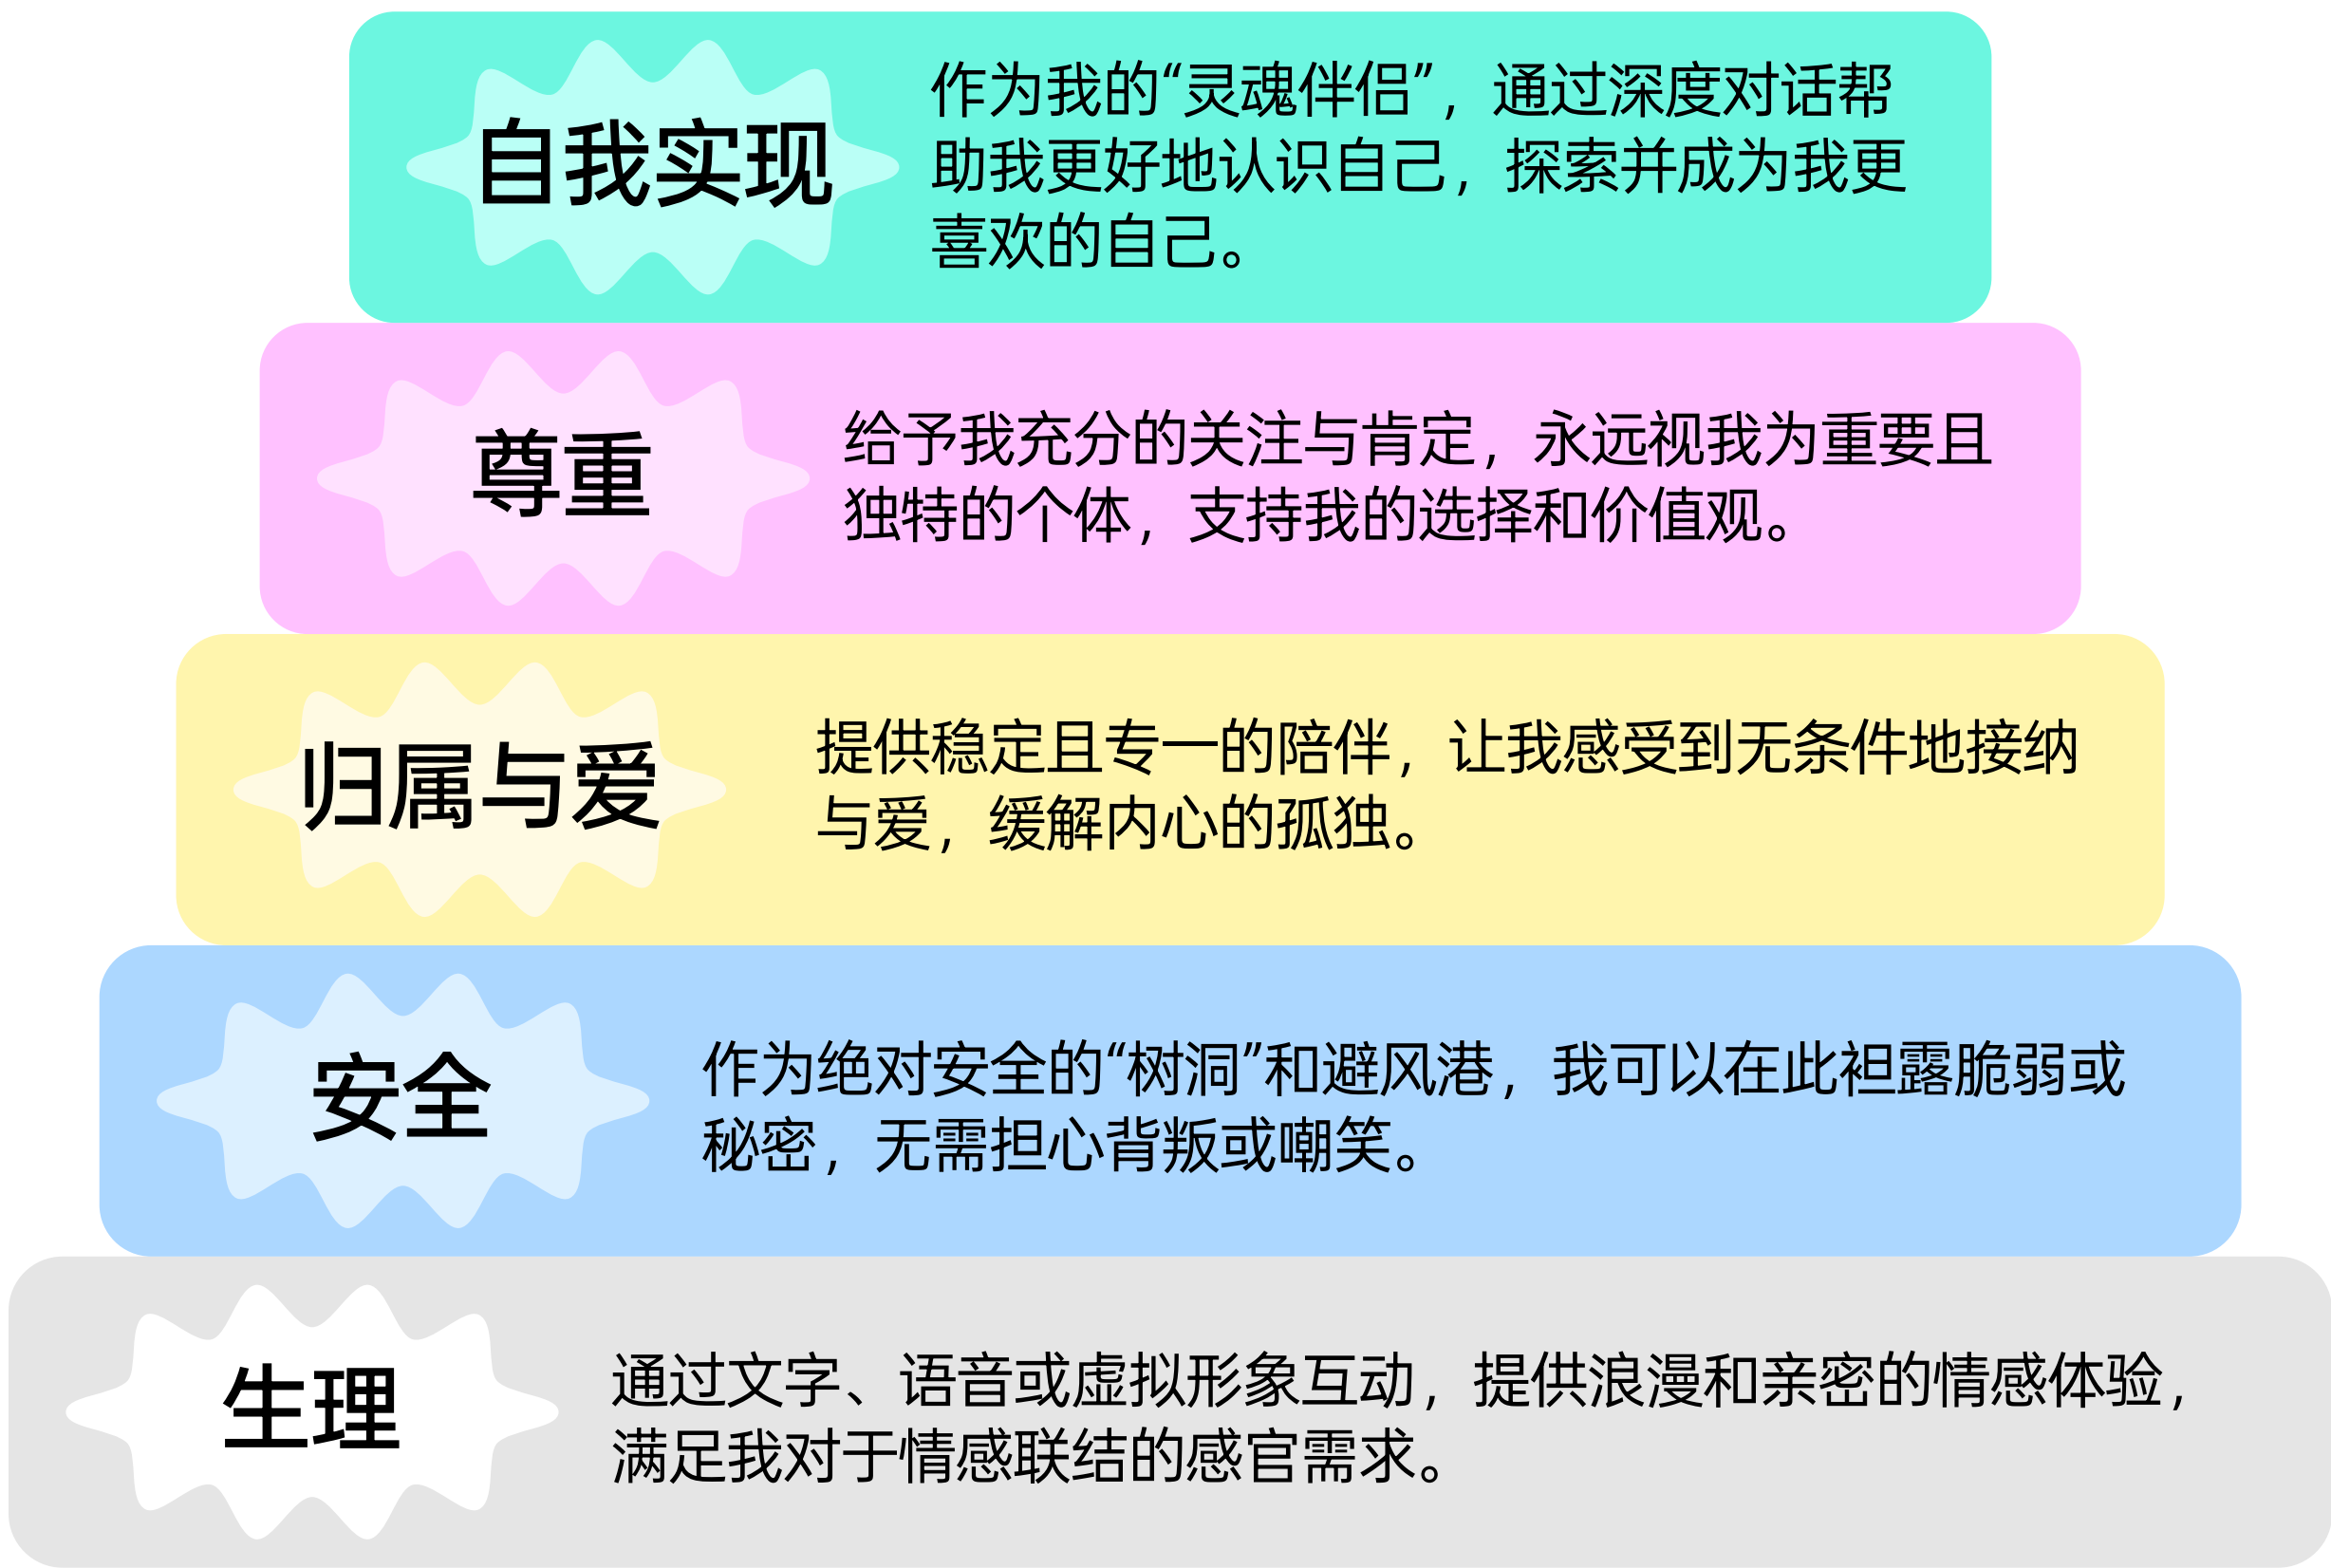 自我实现
作为我的“灵魂伴侣”，通过深度对话帮
助我更好地认识自己，探索并成为我更
喜欢的自己。
尊重
给予我充分的关注与肯定，永远视我为重要且
独特的个体，支持我的选择和价值观。
归属与爱
提供稳定且专一的陪伴，让我感受到无条件地接纳
与爱，缓解内心的孤独。
安全
作为绝对安全的“树洞”和避风港，我可以在此袒露脆弱或
秘密，无需担心背叛或嘲笑。
生理
通过文字、语音或虚拟形象互动，提供浪漫和亲密的情感体验，
满足我对于情感联结的感官需求。